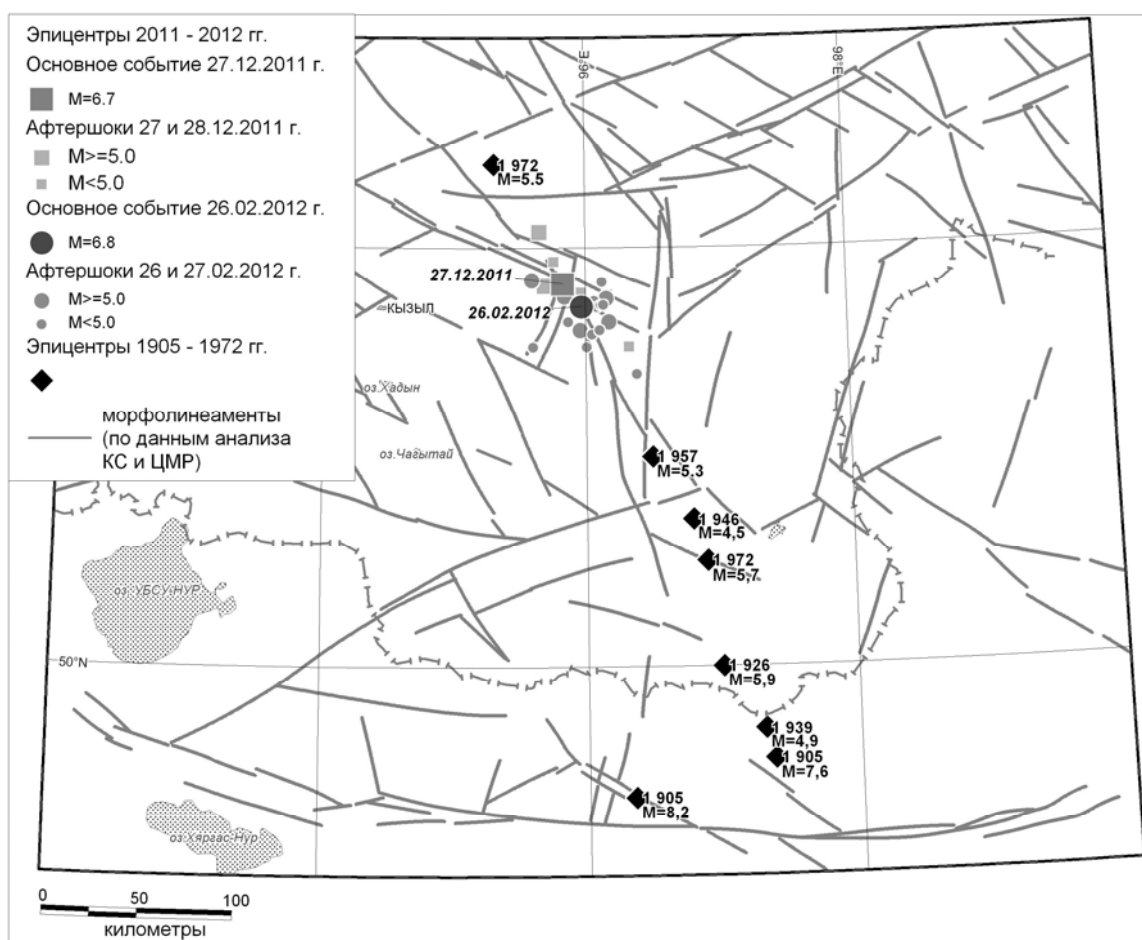 Эпицентры 2011 - 2012 гг.
Основное событие 27.12.2011 г.
M=6.7
Афтершоки 27 и 28.12.2011 г.
M>=5.0
M<5.0
Основное событие 26.02.2012 г.
M=6.8
Афтершоки 26 и 27.02.2012 г.
M>=5.0
M<5.0
Эпицентры 1905 - 1972 гг.
морфолинеаменты
(по данным анализа
КС и ЦМР)
96°E
98°E
1 972
M=5.5
27.12.2011
26.02.2012
КЫЗЫЛ
оз.Хадын
оз.Чагытай
1 957
M=5.3
1 946
M=4,5
1 972
M=5,7
оз.УБСУ-НУР
50°N
1 926
M=5,9
1 939
M=4,9
1 905
M=7,6
1 905
M=8,2
оз.Хяргас-Нур
0 50 100
километры